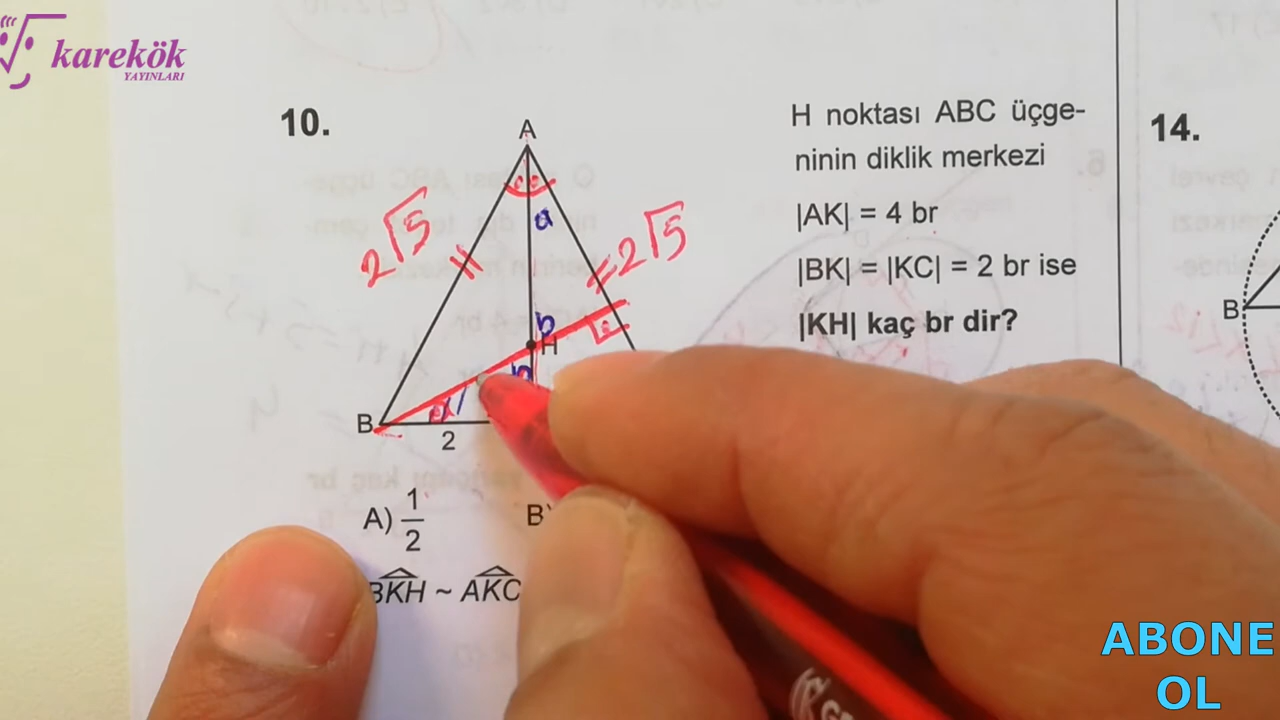 karekök
YAYINLARI
10.
A
2√5
2√5
a
b
H
b
B
2
H noktası ABC üçge-
ninin diklik merkezi
|AK| = 4 br
|BK| = |KC| = 2 br ise
|KH| kaç br dir?
A) 1/2
B)
BKH ~ AKC
14.
B
ABONE
OL